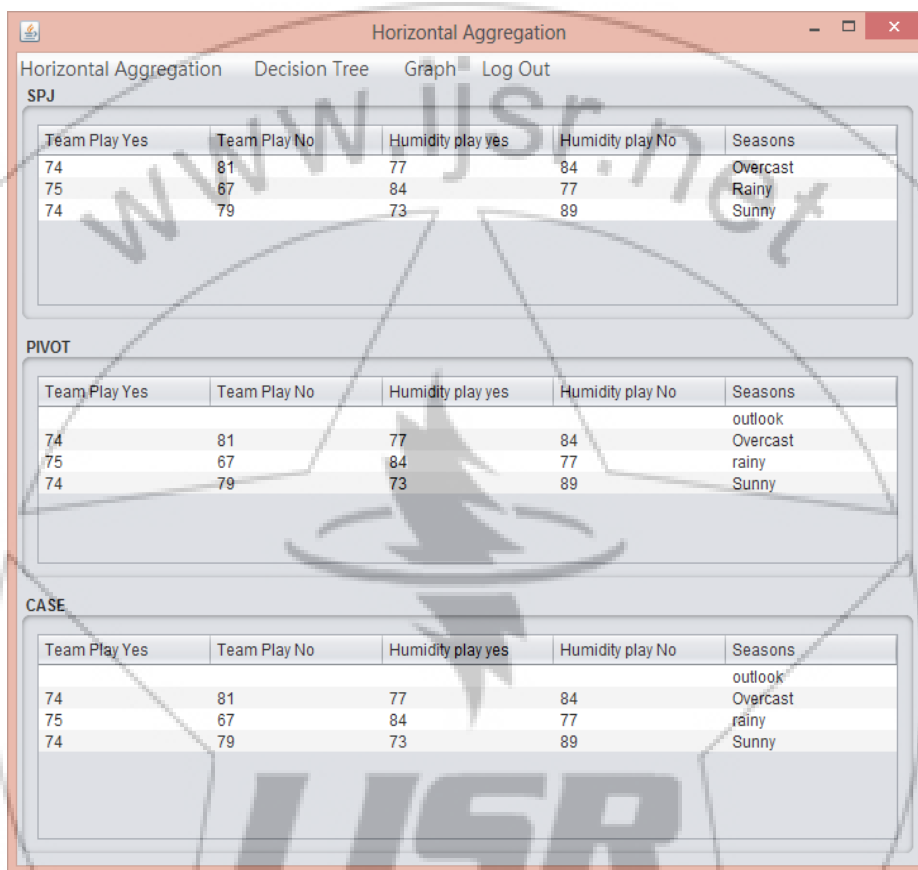 Horizontal Aggregation
Horizontal Aggregation Decision Tree Graph Log Out
SPJ
Team Play Yes Team Play No Humidity play yes Humidity play No Seasons
74 81 77 84 Overcast
75 67 84 77 Rainy
74 79 73 89 Sunny
PIVOT
Team Play Yes Team Play No Humidity play yes Humidity play No Seasons
outlook
74 81 77 84 Overcast
75 67 84 77 rainy
74 79 73 89 Sunny
CASE
Team Play Yes Team Play No Humidity play yes Humidity play No Seasons
outlook
74 81 77 84 Overcast
75 67 84 77 rainy
74 79 73 89 Sunny
www.ijsr.net
IJSR